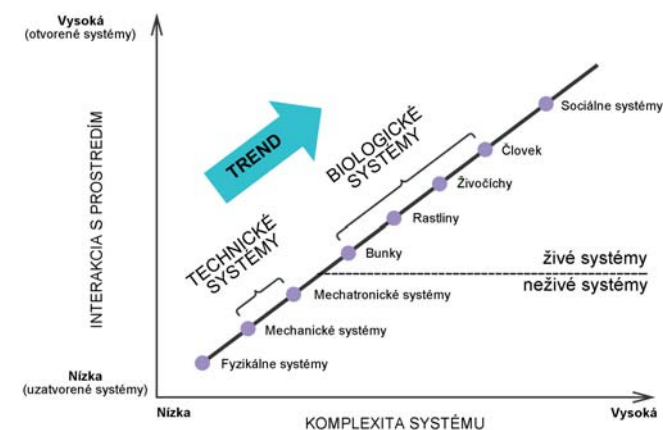 Vysoká
(otvorené systémy)
INTERAKCIA S PROSTREDÍM
Nízka
(uzatvorené systémy)
TREND
BIOLOGICKÉ
SYSTÉMY
TECHNICKÉ
SYSTÉMY
Sociálne systémy
Človek
Živočíchy
Rastliny
Bunky
živé systémy
neživé systémy
Mechatronické systémy
Mechanické systémy
Fyzikálne systémy
Nízka
KOMPLEXITA SYSTÉMU
Vysoká